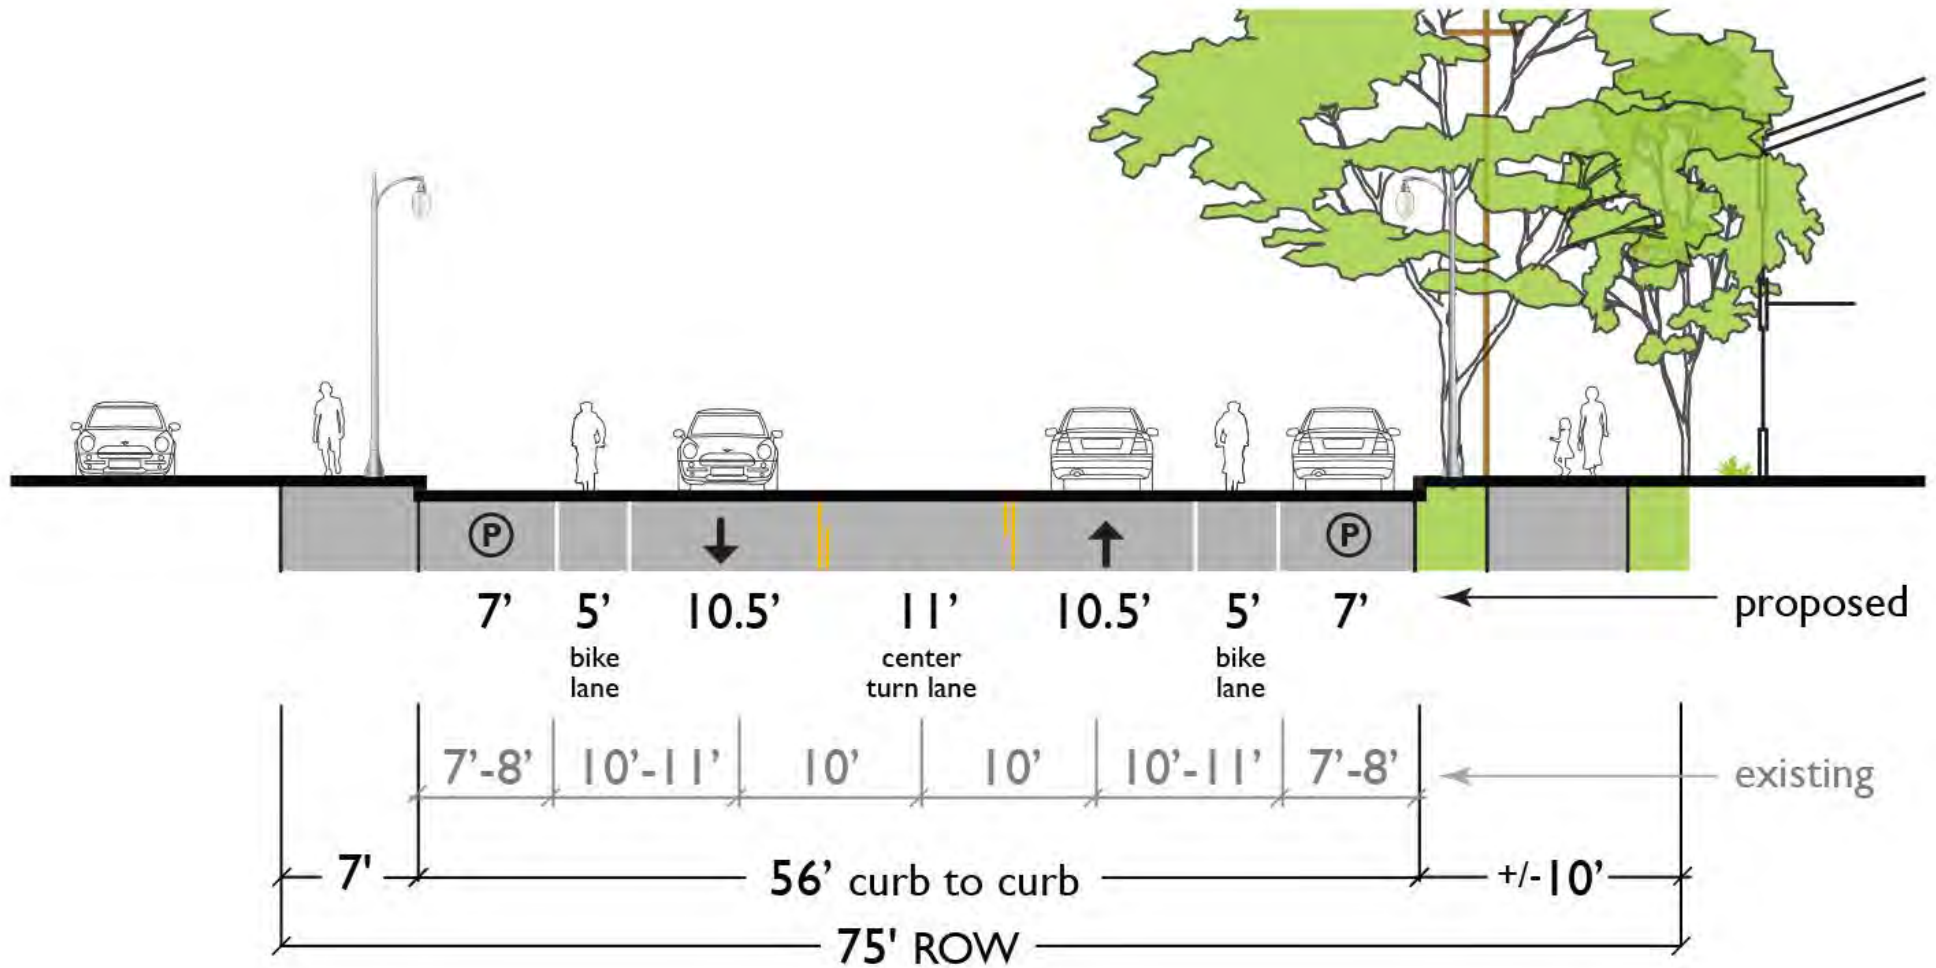 P P
7’ 5’ 10.5’ 11’ 10.5’ 5’ 7’ proposed
bike center bike
lane turn lane lane
7’-8’ 10’-11’ 10’ 10’ 10’-11’ 7’-8’ existing
7' 56’ curb to curb +/-10’
75' ROW